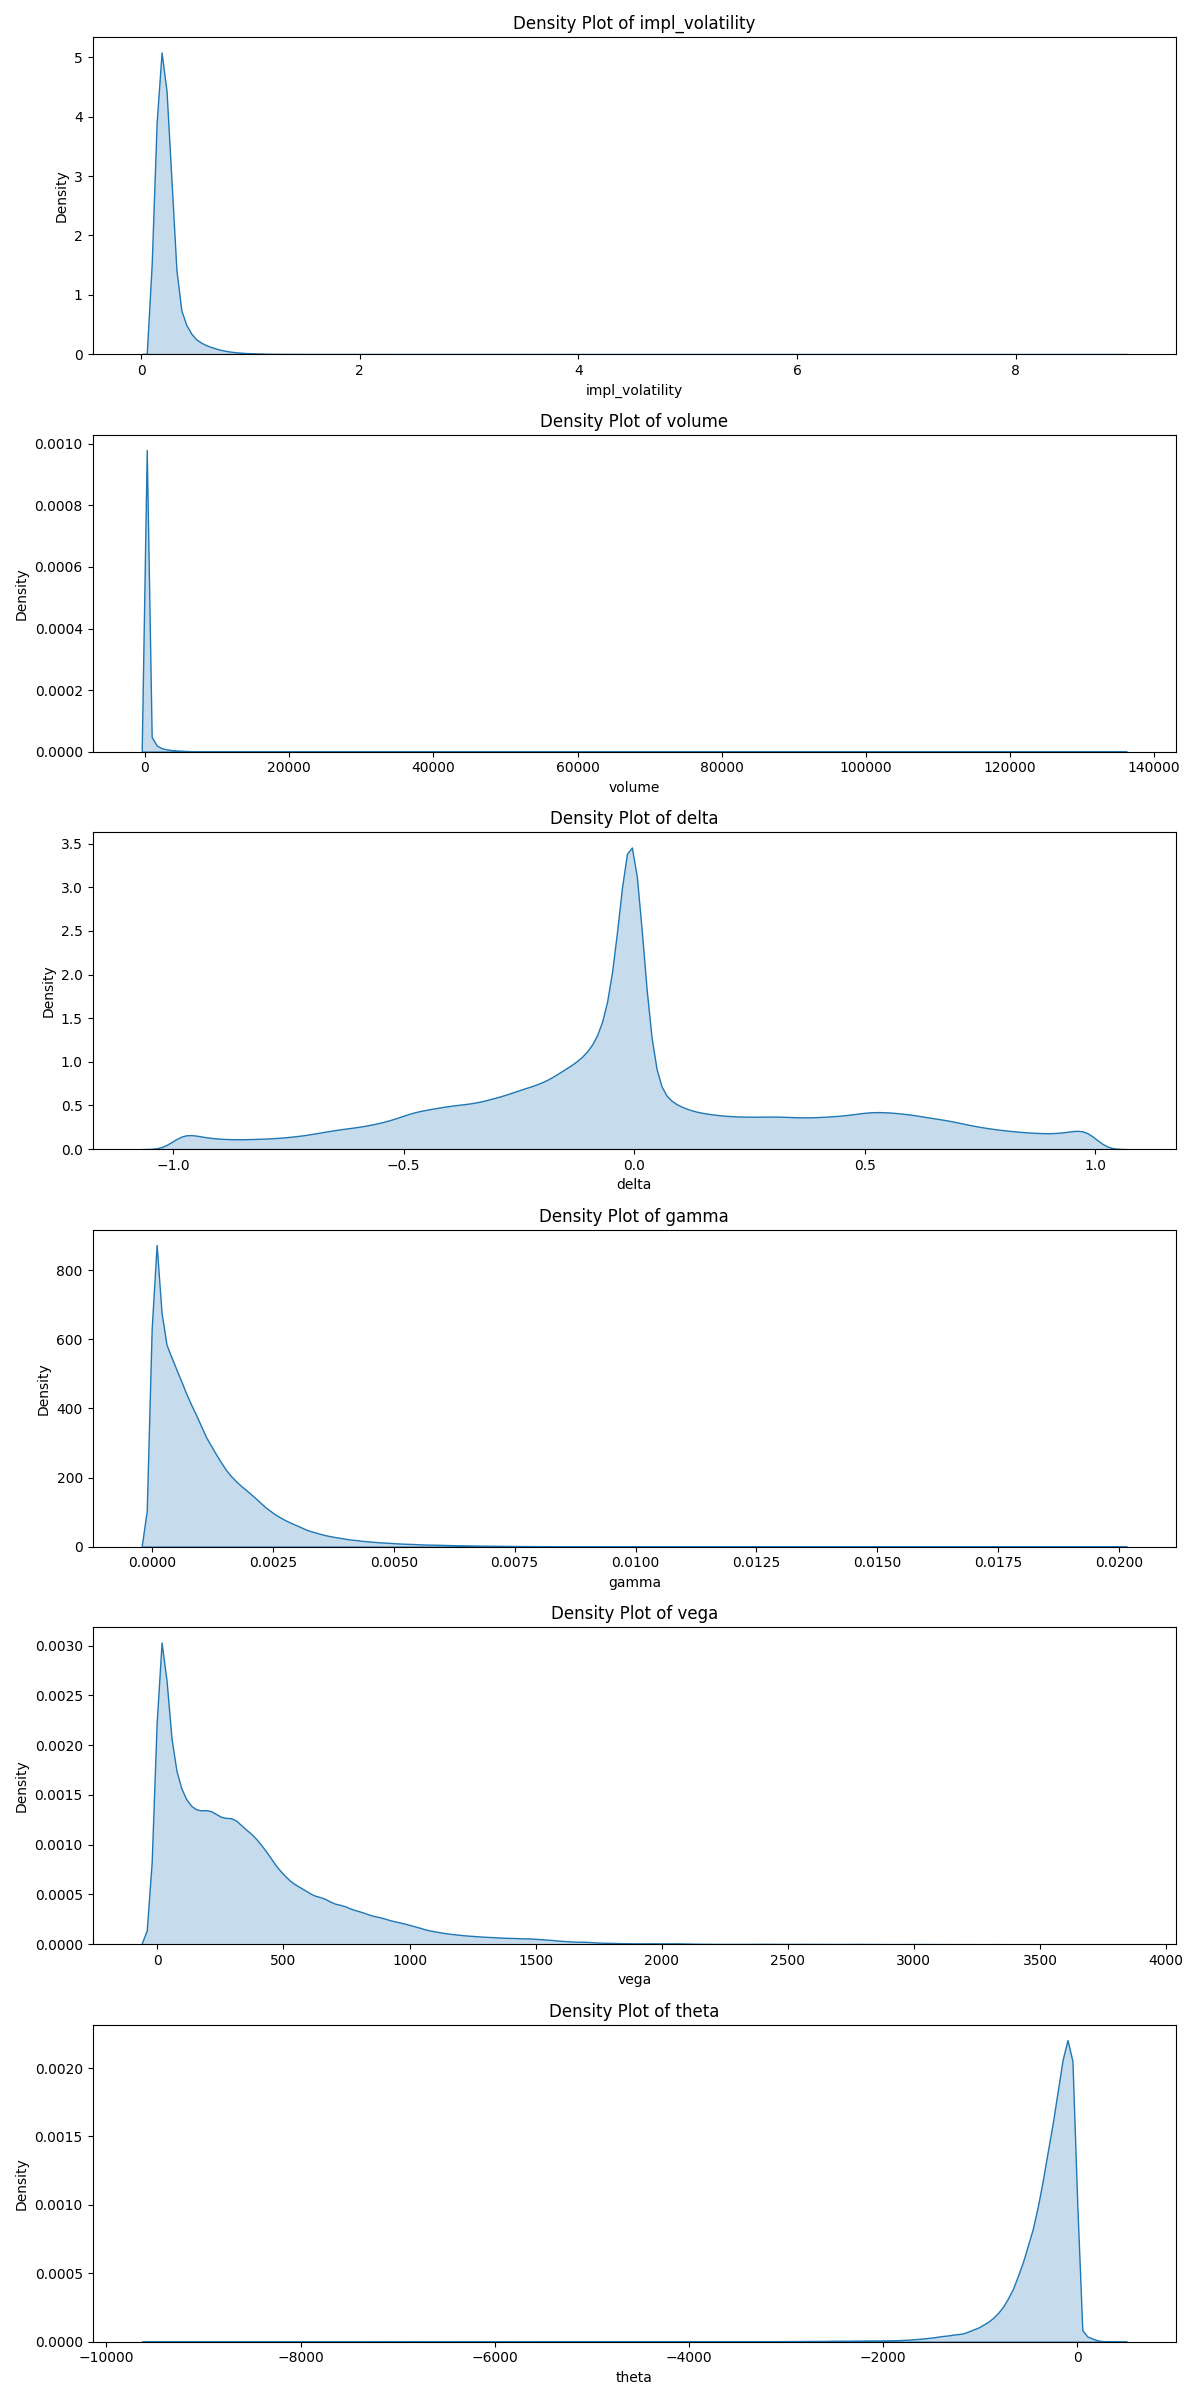 Density Plot of impl_volatility
5
4
3
2
1
0
Density
0 2 4 6 8
impl_volatility
Density Plot of volume
0.0010
0.0008
0.0006
0.0004
0.0002
0.0000
Density
0 20000 40000 60000 80000 100000 120000 140000
volume
Density Plot of delta
3.5
3.0
2.5
2.0
1.5
1.0
0.5
0.0
Density
−1.0 −0.5 0.0 0.5 1.0
delta
Density Plot of gamma
800
600
400
200
0
Density
0.0000 0.0025 0.0050 0.0075 0.0100 0.0125 0.0150 0.0175 0.0200
gamma
Density Plot of vega
0.0030
0.0025
0.0020
0.0015
0.0010
0.0005
0.0000
Density
0 500 1000 1500 2000 2500 3000 3500 4000
vega
Density Plot of theta
0.0020
0.0015
0.0010
0.0005
0.0000
Density
−10000 −8000 −6000 −4000 −2000 0
theta